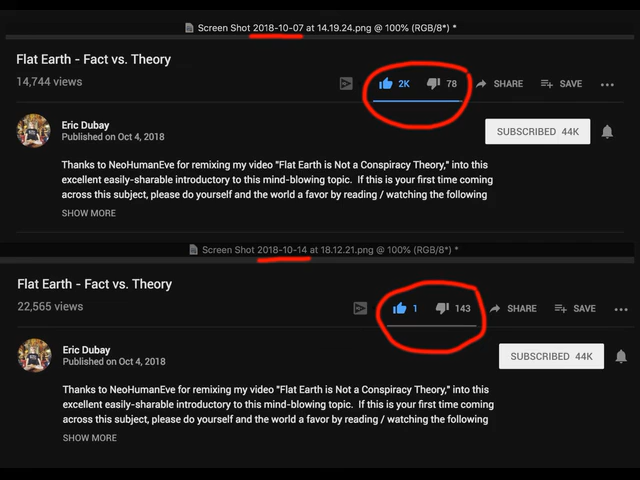 Screen Shot 2018-10-07 at 14.19.24.png @ 100% (RGB/8*) *
Flat Earth - Fact vs. Theory
14,744 views
2K 78 SHARE SAVE
Eric Dubay
Published on Oct 4, 2018
SUBSCRIBED 44K
Thanks to NeoHumanEve for remixing my video "Flat Earth is Not a Conspiracy Theory," into this
excellent easily-sharable introductory to this mind-blowing topic. If this is your first time coming
across this subject, please do yourself and the world a favor by reading / watching the following
SHOW MORE
Screen Shot 2018-10-14 at 18.12.21.png @ 100% (RGB/8*) *
Flat Earth - Fact vs. Theory
22,565 views
1 143 SHARE SAVE
Eric Dubay
Published on Oct 4, 2018
SUBSCRIBED 44K
Thanks to NeoHumanEve for remixing my video "Flat Earth is Not a Conspiracy Theory," into this
excellent easily-sharable introductory to this mind-blowing topic. If this is your first time coming
across this subject, please do yourself and the world a favor by reading / watching the following
SHOW MORE